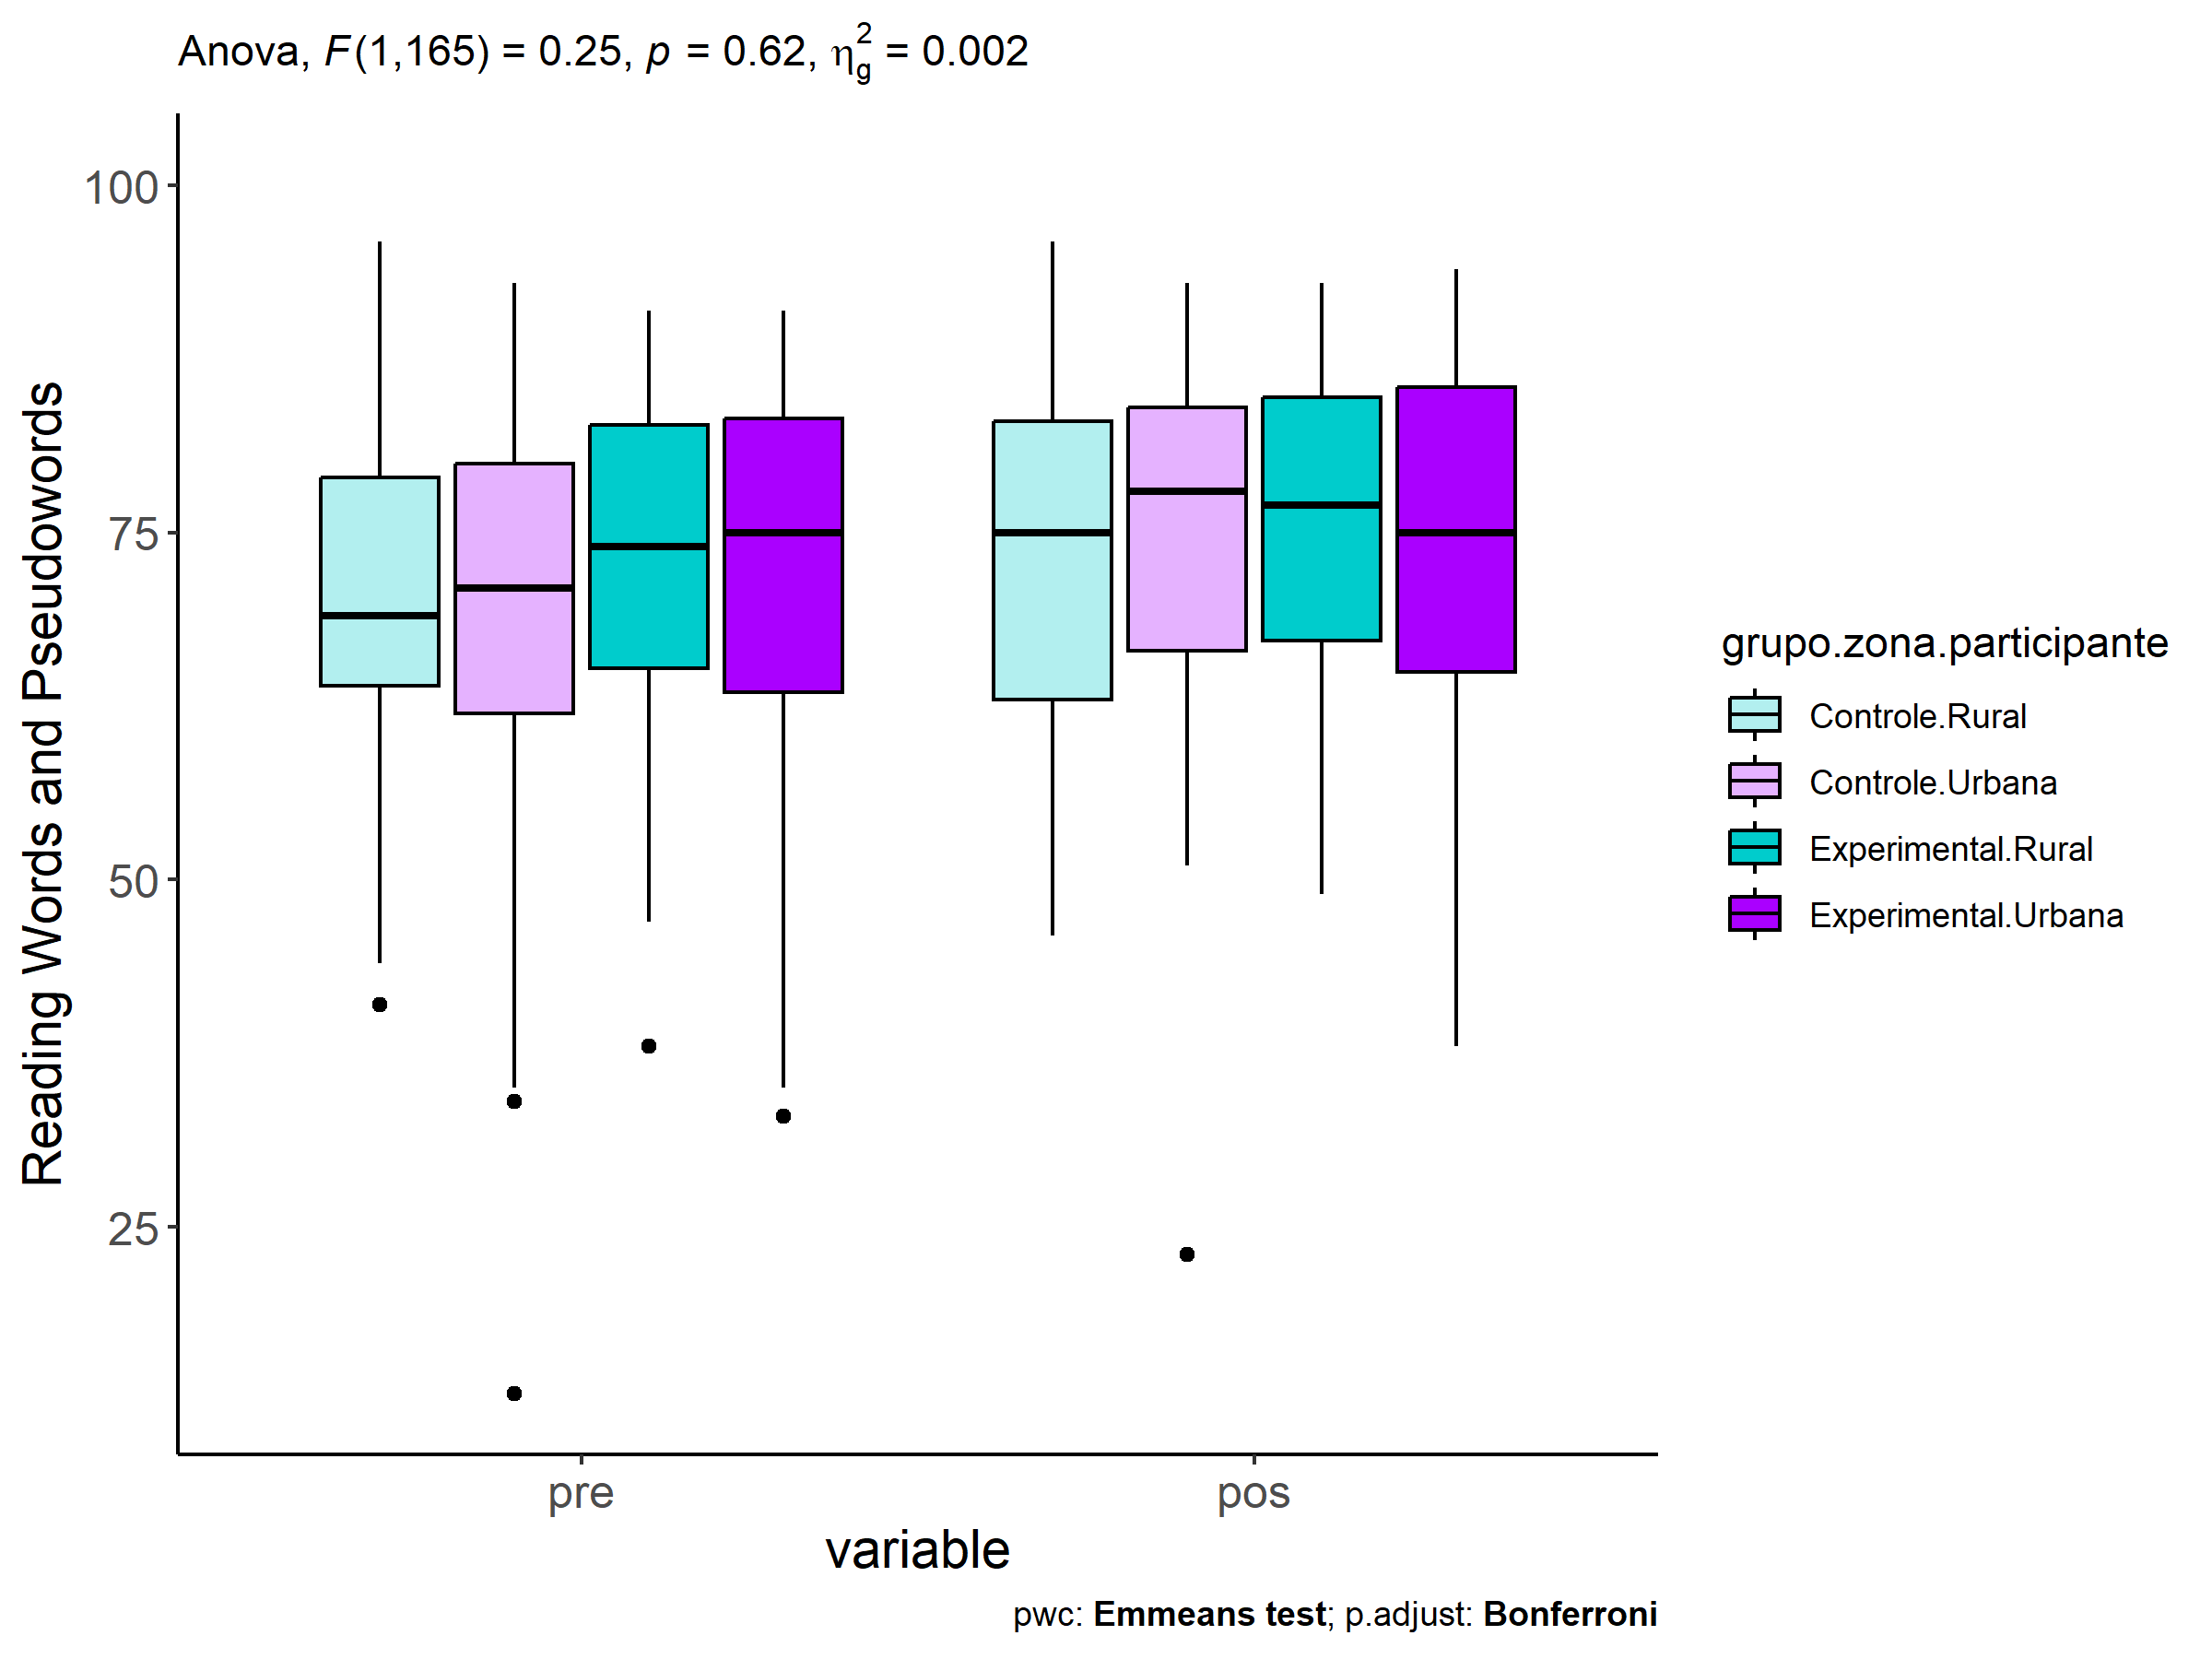 Anova, F(1,165) = 0.25, p = 0.62, η²g = 0.002
Reading Words and Pseudowords
100
75
50
25
pre
pos
variable
grupo.zona.participante
Controle.Rural
Controle.Urbana
Experimental.Rural
Experimental.Urbana
pwc: Emmeans test; p.adjust: Bonferroni